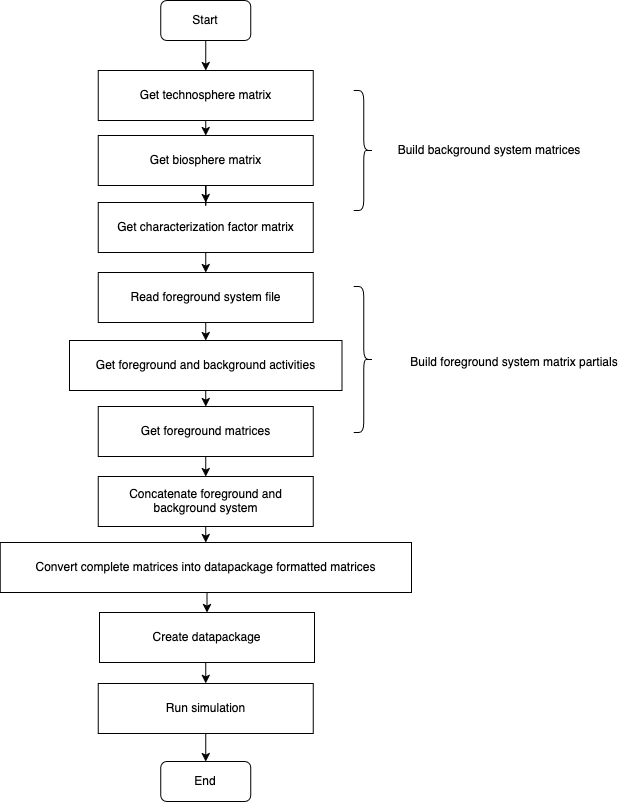 Start
Get technosphere matrix
Get biosphere matrix
Build background system matrices
Get characterization factor matrix
Read foreground system file
Get foreground and background activities
Build foreground system matrix partials
Get foreground matrices
Concatenate foreground and
background system
Convert complete matrices into datapackage formatted matrices
Create datapackage
Run simulation
End